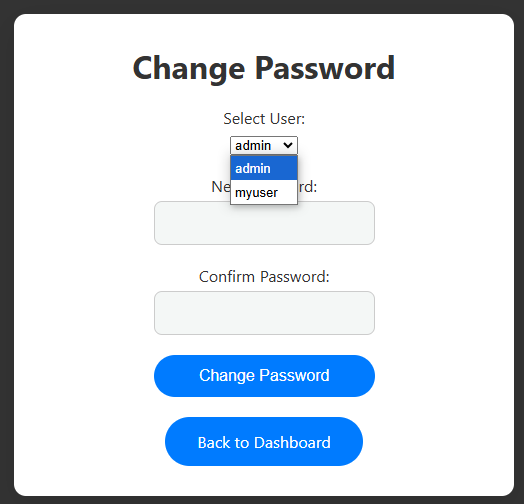 Change Password
Select User:
admin
admin
myuser
Confirm Password:
Change Password
Back to Dashboard